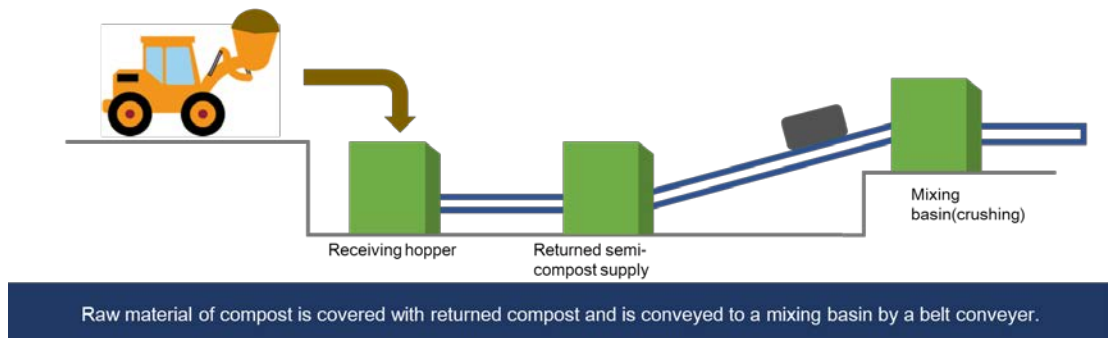 Mixing
basin(crushing)
Receiving hopper
Returned semi-
compost supply
Raw material of compost is covered with returned compost and is conveyed to a mixing basin by a belt conveyer.